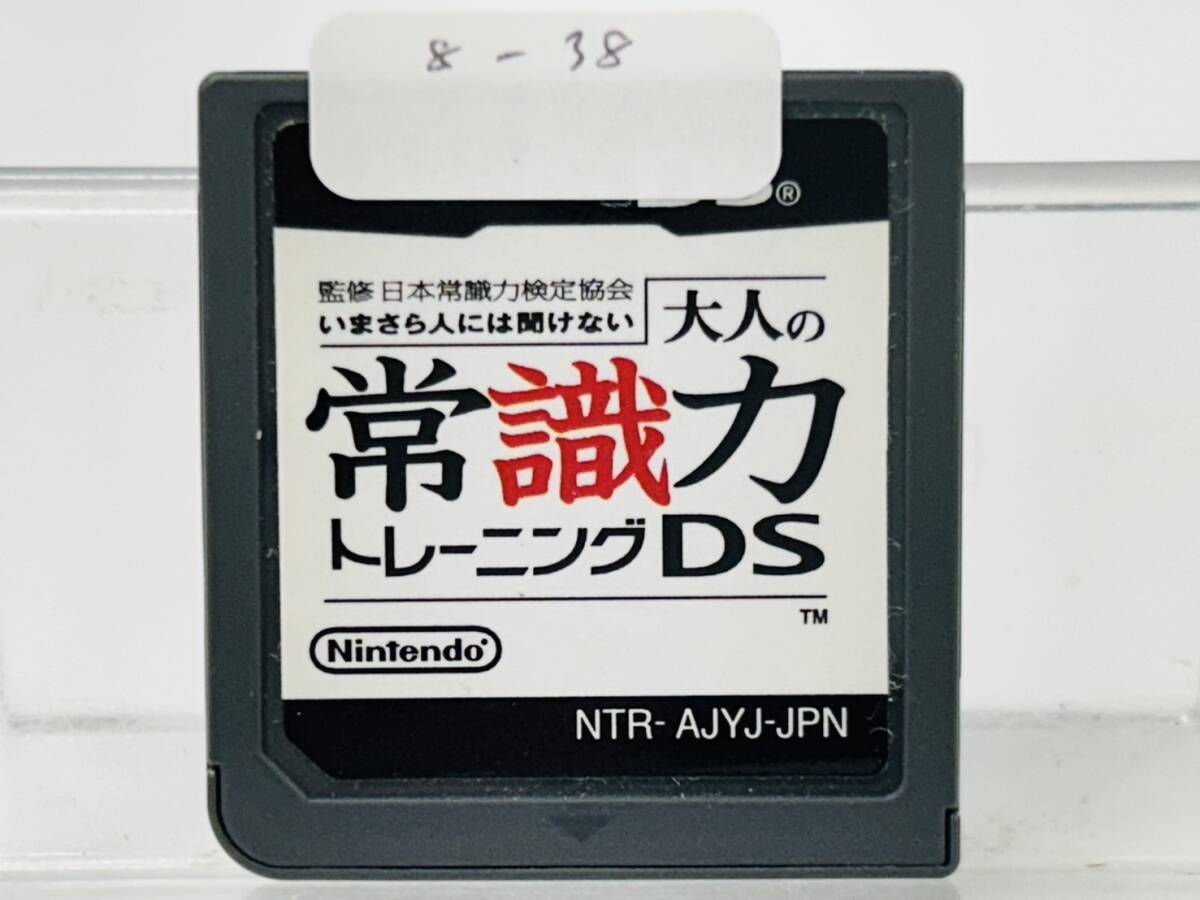 8-38
®
監修 日本常識力検定協会
いまさら人には聞けない
大人の
常識力
トレーニングDS
TM
Nintendo®
NTR- AJYJ-JPN